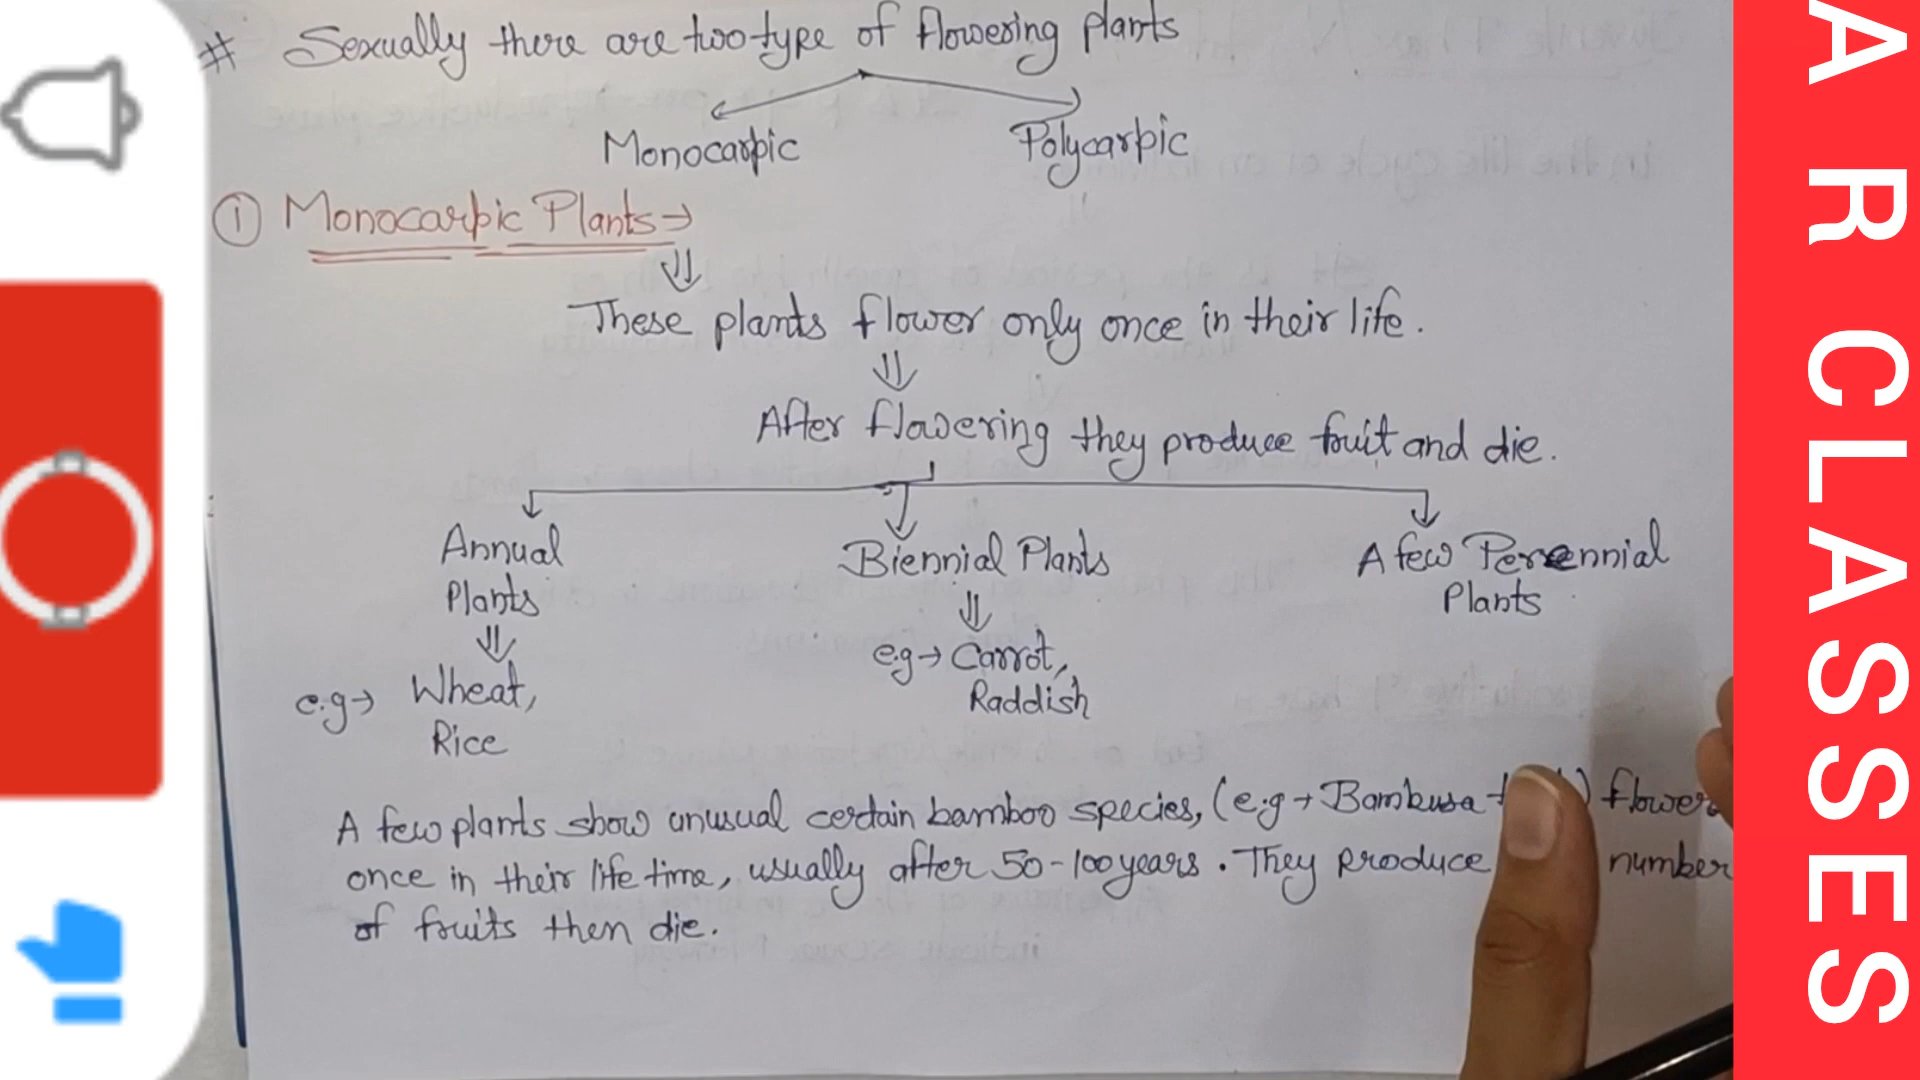 # Sexually there are two type of flowering plants
Monocarpic Polycarpic
① Monocarpic Plants→
These plants flower only once in their life.
After flowering they produce fruit and die.
Annual Plants
Biennial Plants
A few Perennial Plants
e.g→ Wheat,
Rice
e.g→ Carrot,
Raddish
A few plants show unusual certain bamboo species, (e.g→ Bambusa flower
once in their life time, usually after 50-100 years. They produce number
of fruits then die.
A R CLASSES